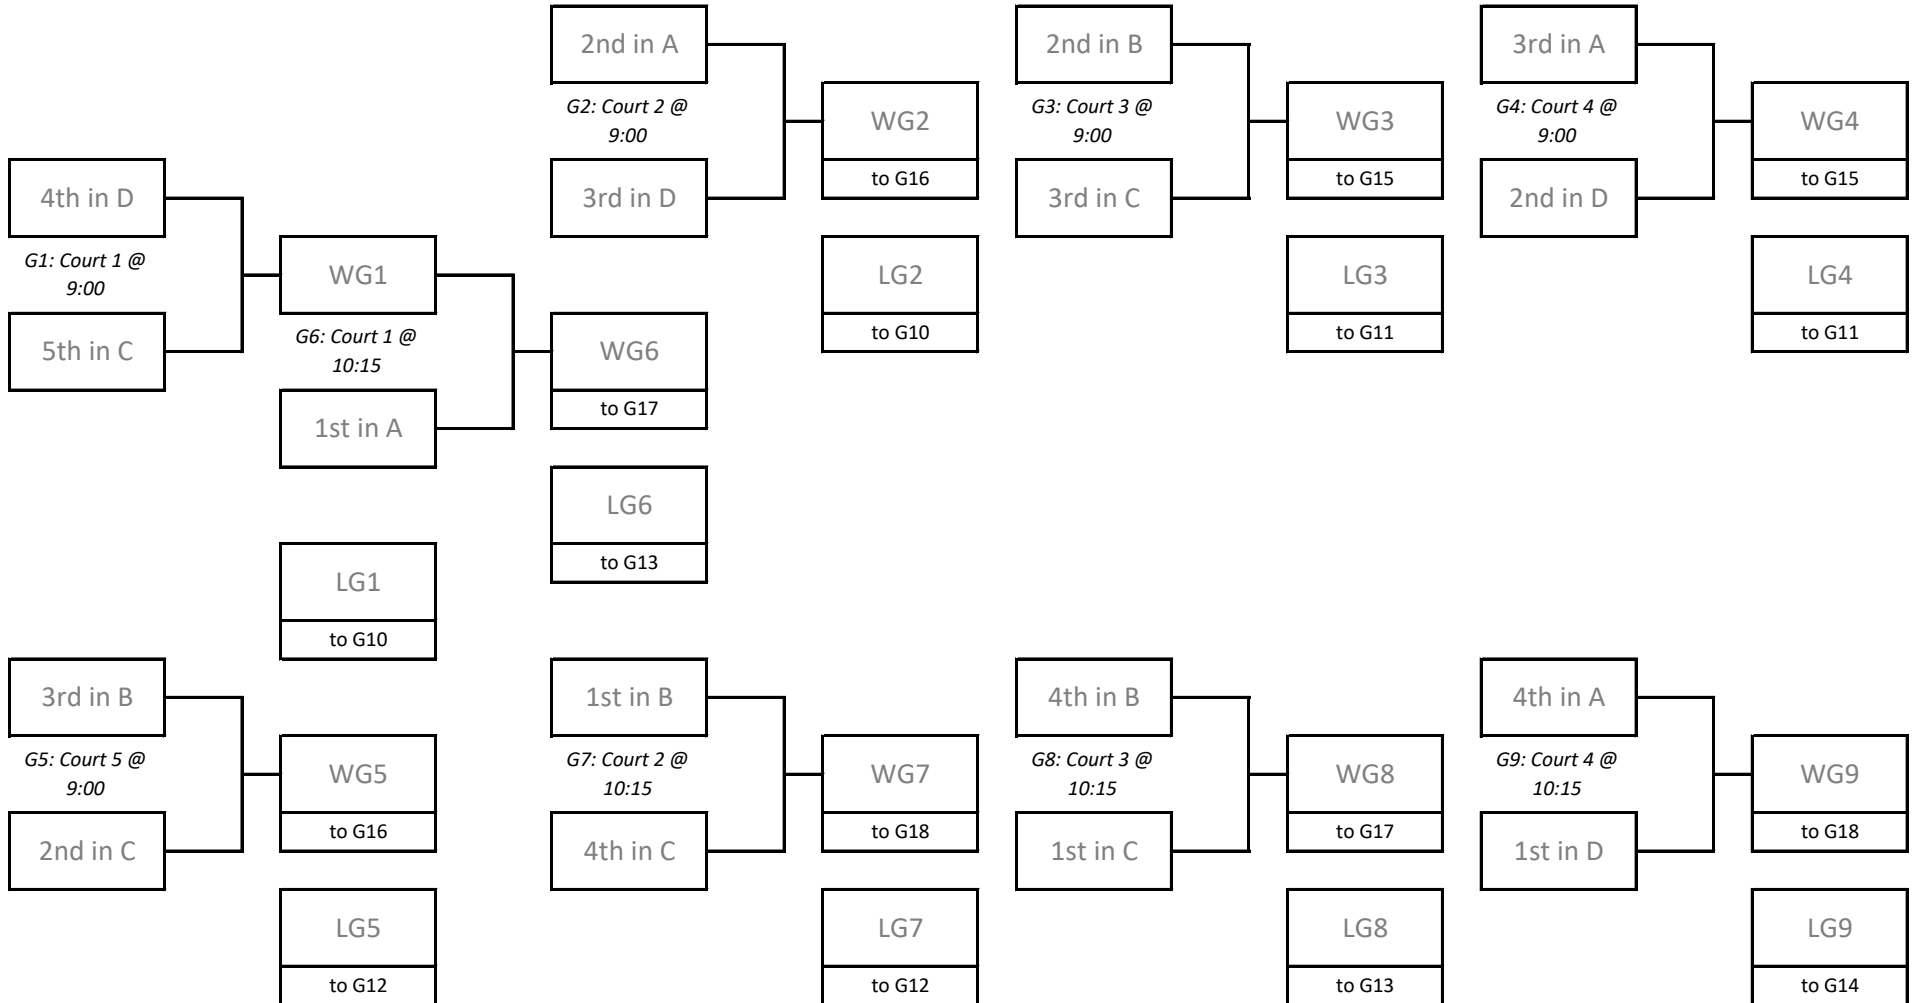 2nd in A
2nd in B
3rd in A
G2: Court 2 @
9:00
WG2
G3: Court 3 @
9:00
WG3
G4: Court 4 @
9:00
WG4
4th in D
3rd in D
to G16
3rd in C
to G15
2nd in D
to G15
G1: Court 1 @
9:00
WG1
LG2
LG3
LG4
5th in C
G6: Court 1 @
10:15
WG6
to G10
to G11
to G11
1st in A
to G17
LG6
LG1
to G13
to G10
3rd in B
1st in B
4th in B
4th in A
G5: Court 5 @
9:00
WG5
G7: Court 2 @
10:15
WG7
G8: Court 3 @
10:15
WG8
G9: Court 4 @
10:15
WG9
2nd in C
to G16
4th in C
to G18
1st in C
to G17
1st in D
to G18
LG5
LG7
LG8
LG9
to G12
to G12
to G13
to G14